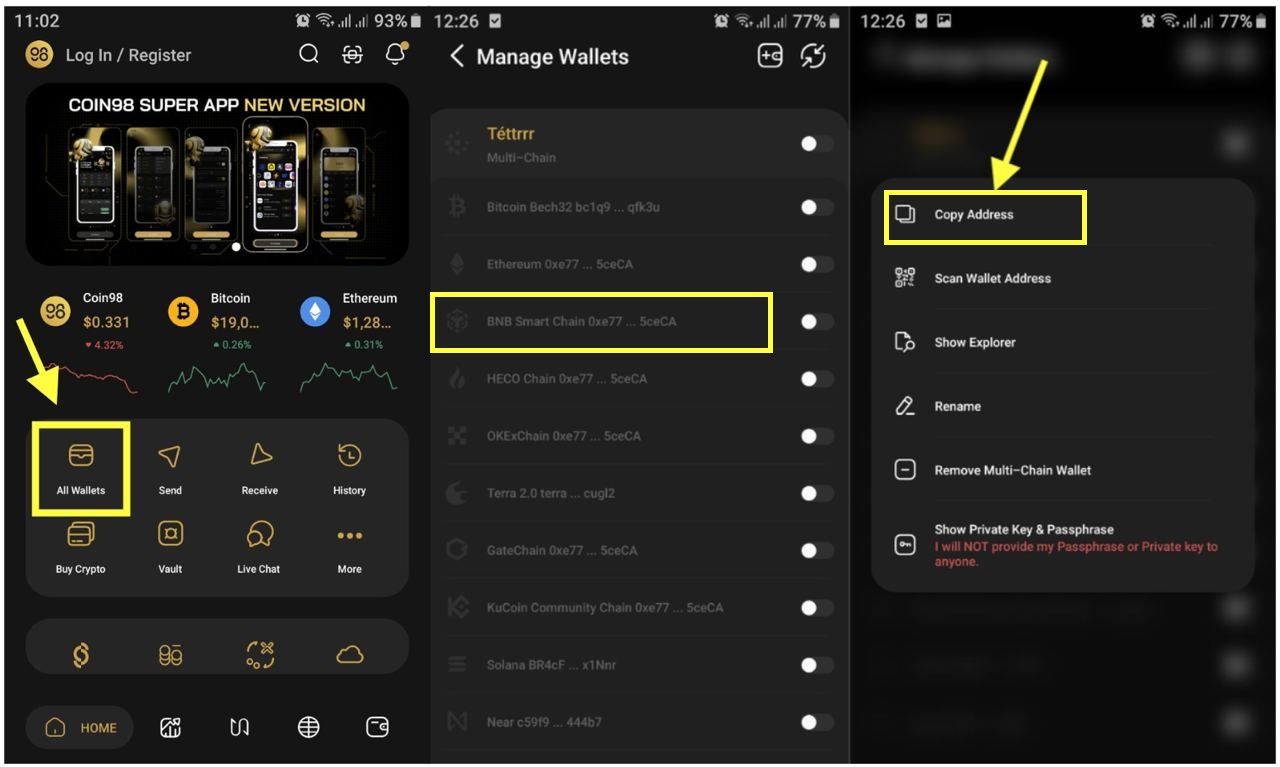 11:02
93%
98
Log In / Register
COIN98 SUPER APP NEW VERSION
Coin98
$0.331
4.32%
Bitcoin
$19,0...
0.26%
Ethereum
$1,28...
0.31%
All Wallets
Send
Receive
History
Buy Crypto
Vault
Live Chat
More
HOME
12:26
77%
Manage Wallets
Téttrrr
Multi-Chain
Bitcoin Bech32 bc1q9 ... qfk3u
Ethereum 0xe77 ... 5ceCA
BNB Smart Chain 0xe77 ... 5ceCA
HECO Chain 0xe77 ... 5ceCA
OKExChain 0xe77 ... 5ceCA
Terra 2.0 terra ... cugl2
GateChain 0xe77 ... 5ceCA
KuCoin Community Chain 0xe77 ... 5ceCA
Solana BR4cF ... x1Nnr
Near c59f9 ... 444b7
12:26
77%
Copy Address
Scan Wallet Address
Show Explorer
Rename
Remove Multi-Chain Wallet
Show Private Key & Passphrase
I will NOT provide my Passphrase or Private key to
anyone.